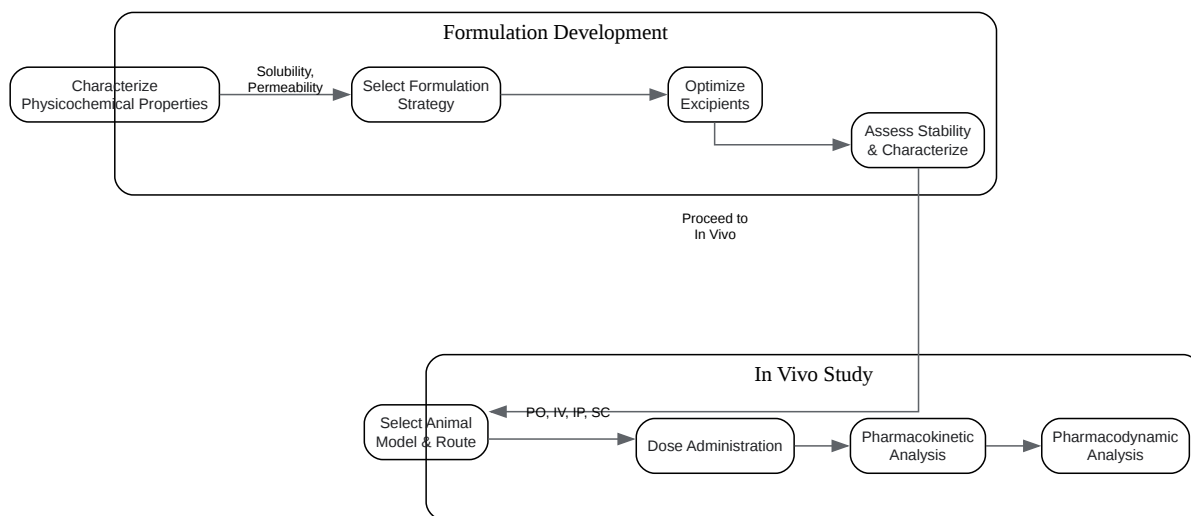 Formulation Development
Characterize
Physicochemical Properties
Solubility,
Permeability
Select Formulation
Strategy
Optimize
Excipients
Assess Stability
& Characterize
Proceed to
In Vivo
In Vivo Study
Select Animal
Model & Route
PO, IV, IP, SC
Dose Administration
Pharmacokinetic
Analysis
Pharmacodynamic
Analysis